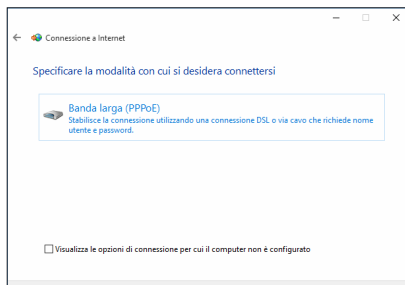 Connessione a Internet
Specificare la modalità con cui si desidera connettersi
Banda larga (PPPoE)
Stabilisce la connessione utilizzando una connessione DSL o via cavo che richiede nome
utente e password.
Visualizza le opzioni di connessione per cui il computer non è configurato